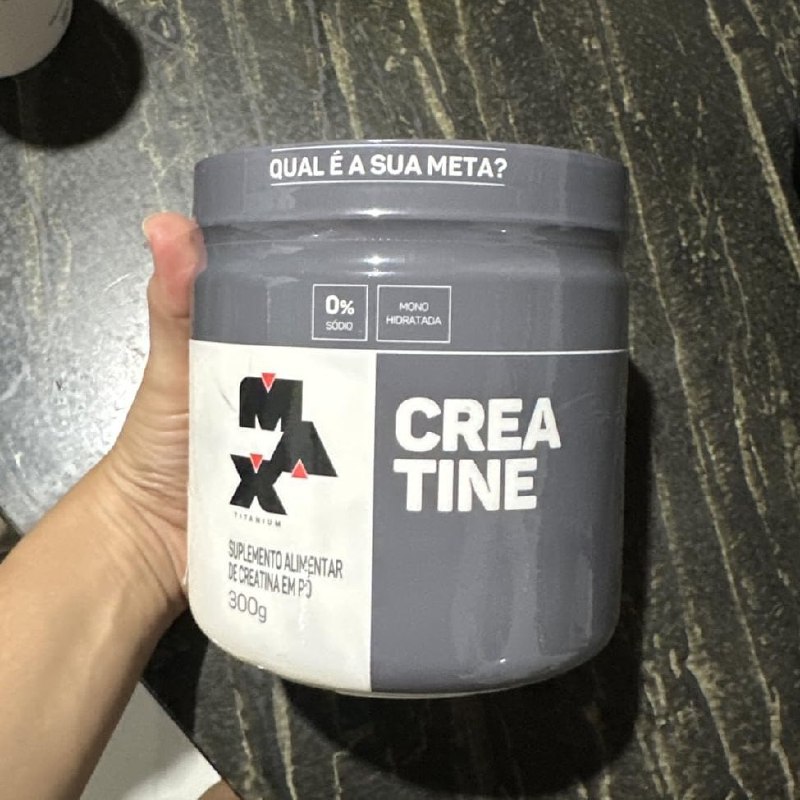 QUAL É A SUA META?
0%
SÓDIO
MONO
HIDRATADA
MAX
TITANIUM
SUPLEMENTO ALIMENTAR
DE CREATINA EM PÓ
300g
CREA
TINE